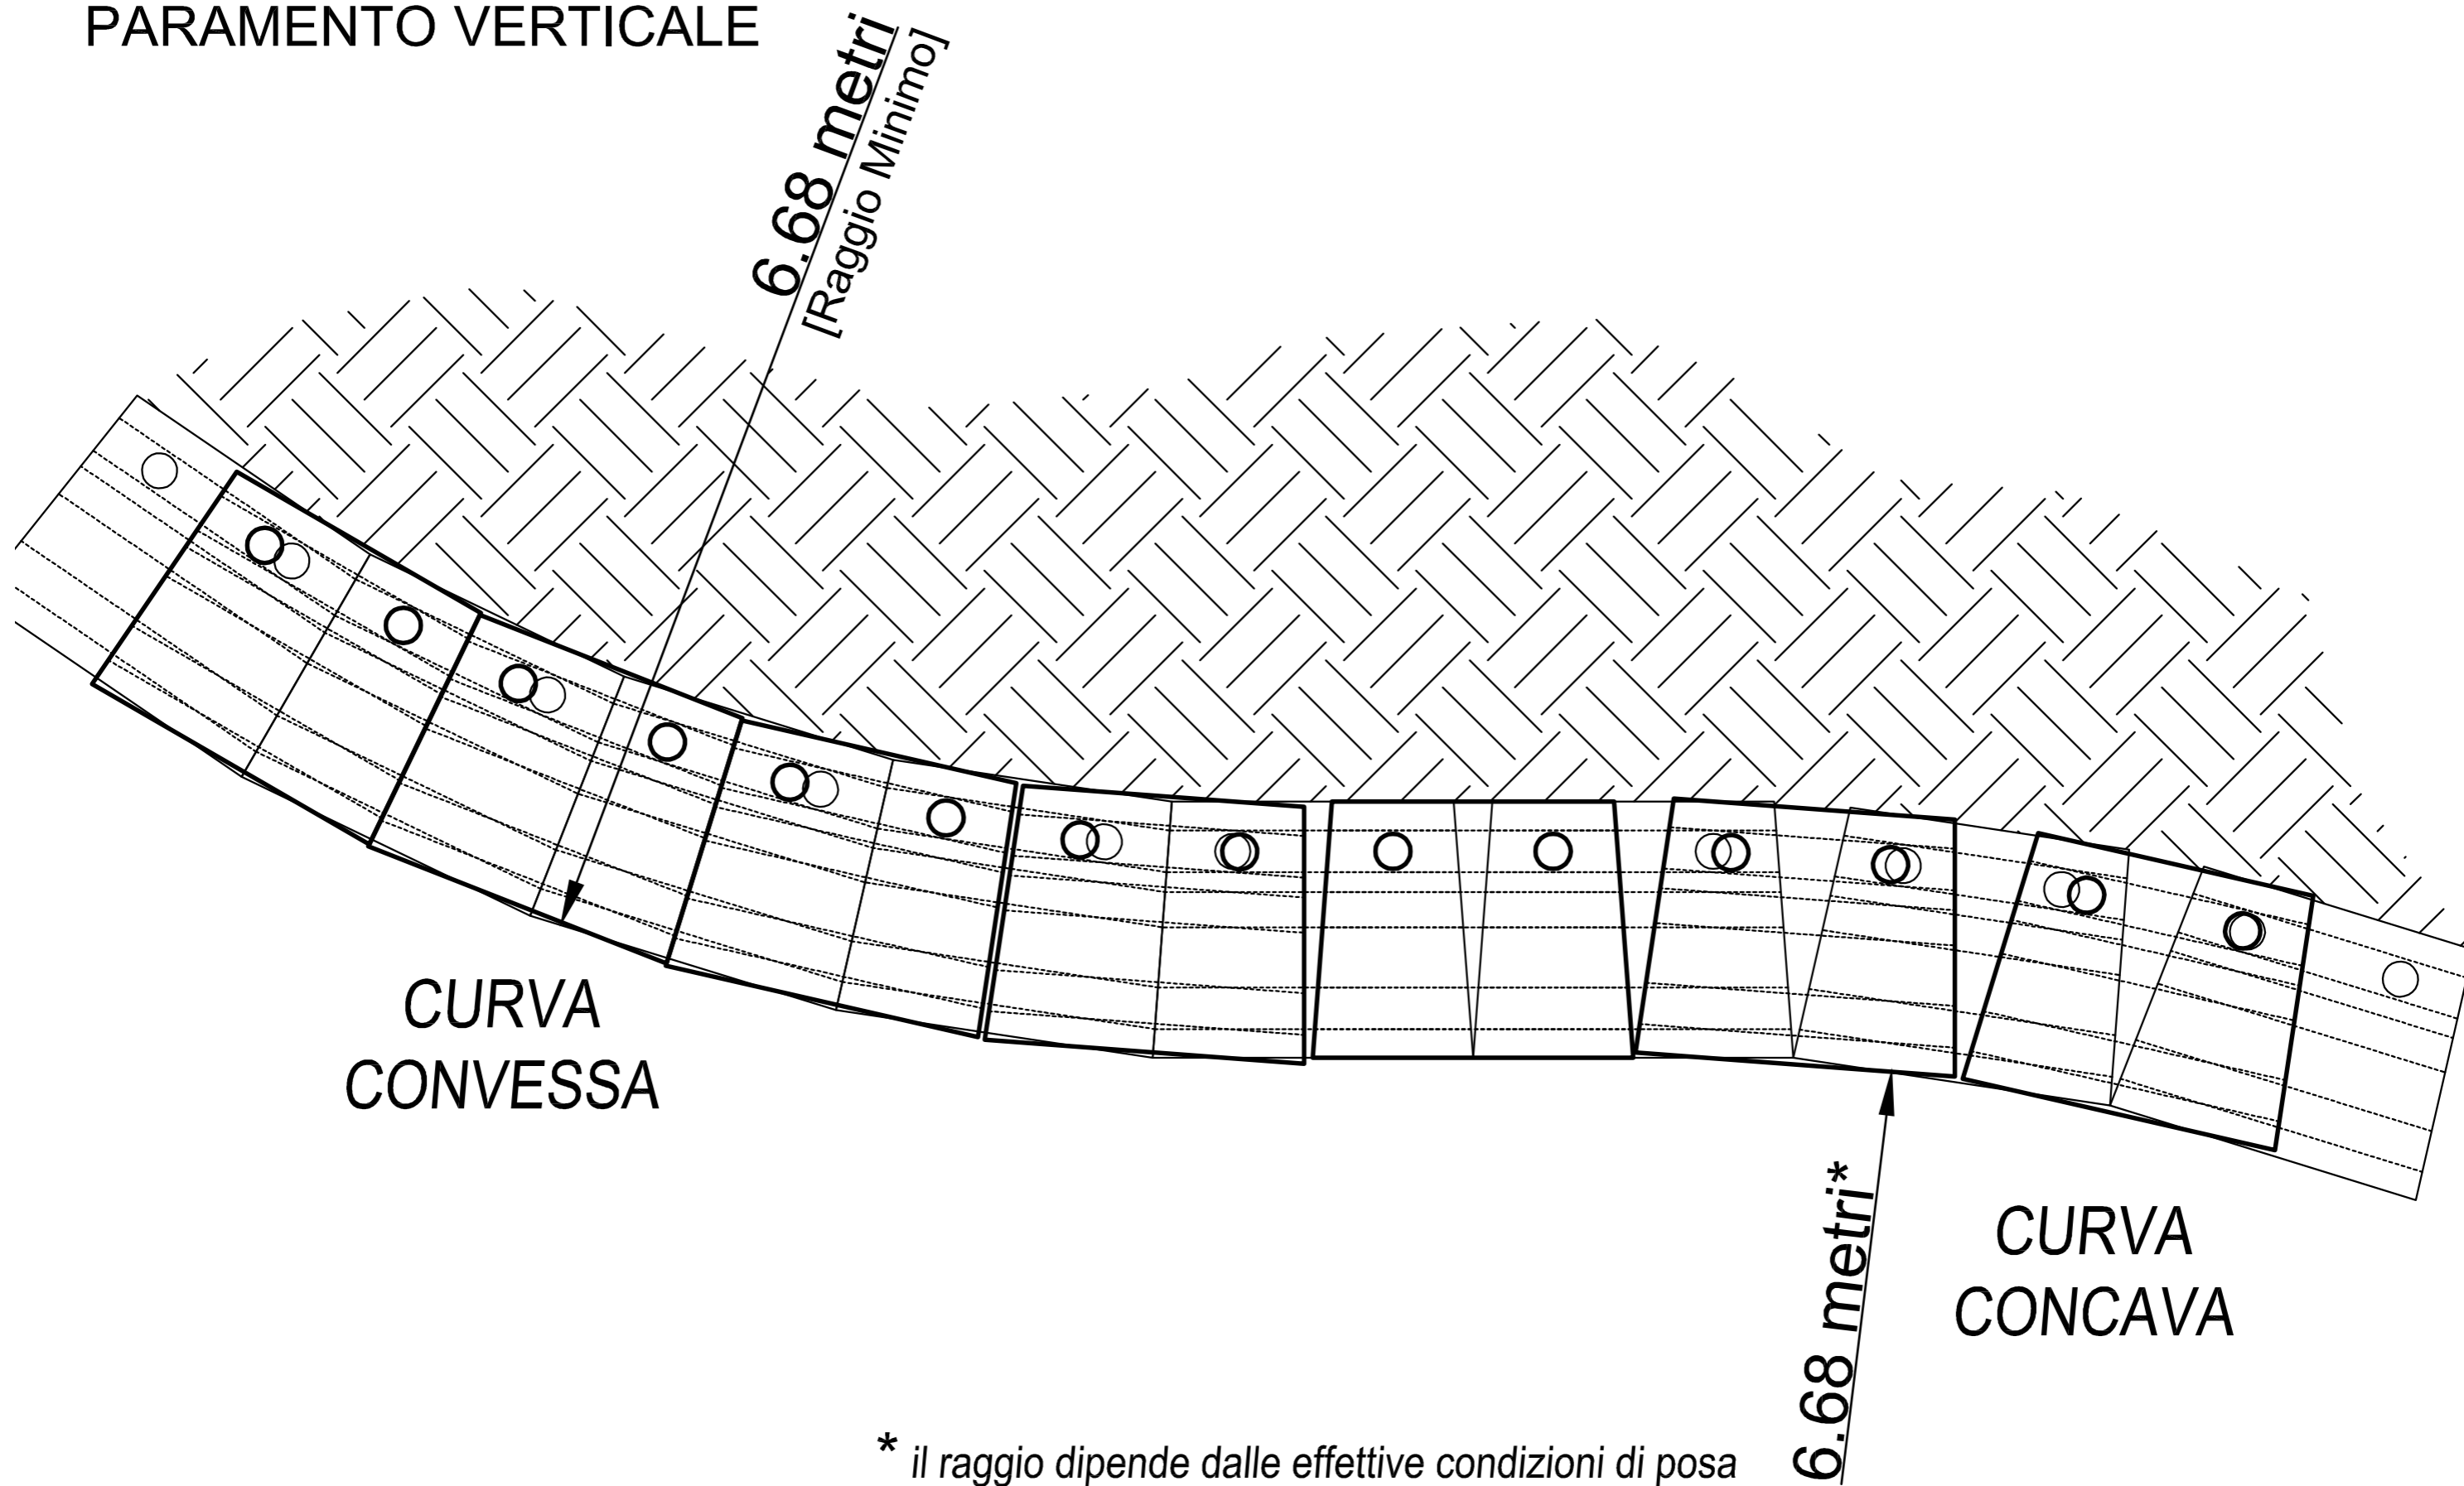 PARAMENTO VERTICALE
6.68 metri
[Raggio Minimo]
CURVA
CONVESSA
6.68 metri*
CURVA
CONCAVA
* il raggio dipende dalle effettive condizioni di posa